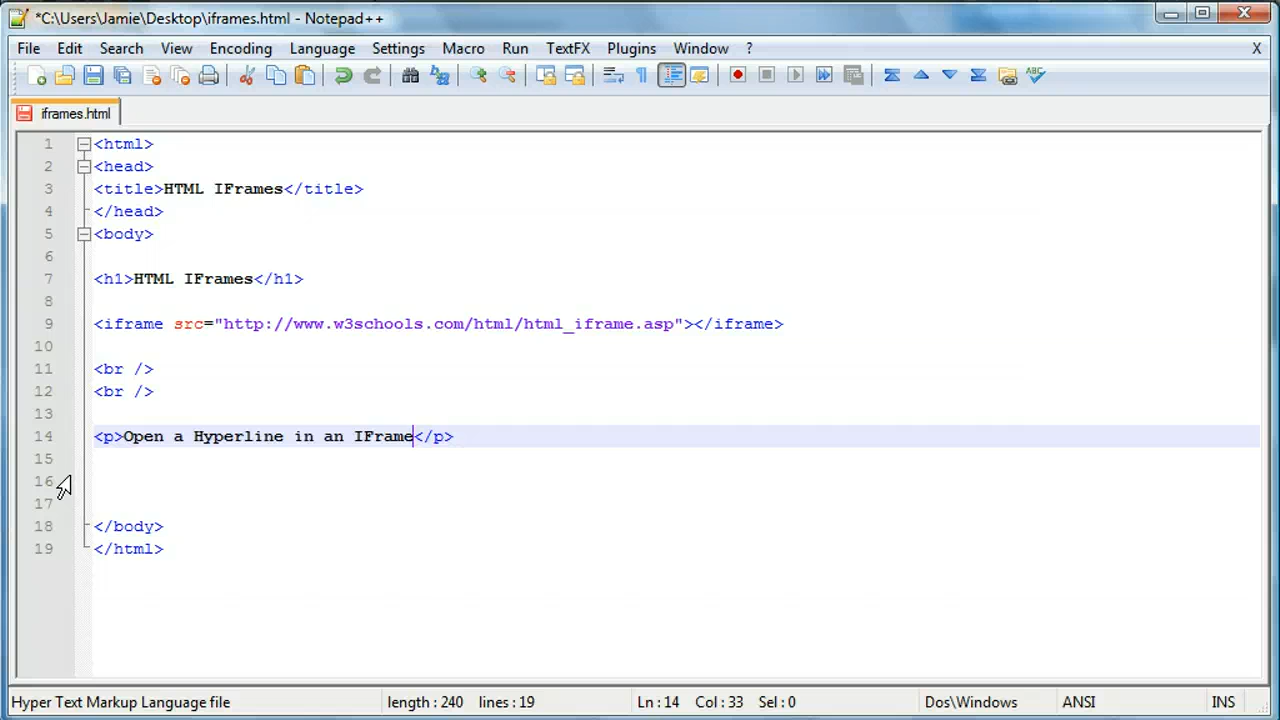 *C:\Users\Jamie\Desktop\iframes.html - Notepad++
File Edit Search View Encoding Language Settings Macro Run TextFX Plugins Window ? X
iframes.html
1 <html>
2 <head>
3 <title>HTML IFrames</title>
4 </head>
5 <body>
6
7 <h1>HTML IFrames</h1>
8
9 <iframe src="http://www.w3schools.com/html/html_iframe.asp"></iframe>
10
11 <br />
12 <br />
13
14 <p>Open a Hyperline in an IFrame</p>
15
16
17
18 </body>
19 </html>
Hyper Text Markup Language file length : 240 lines : 19 Ln : 14 Col : 33 Sel : 0 Dos\Windows ANSI INS